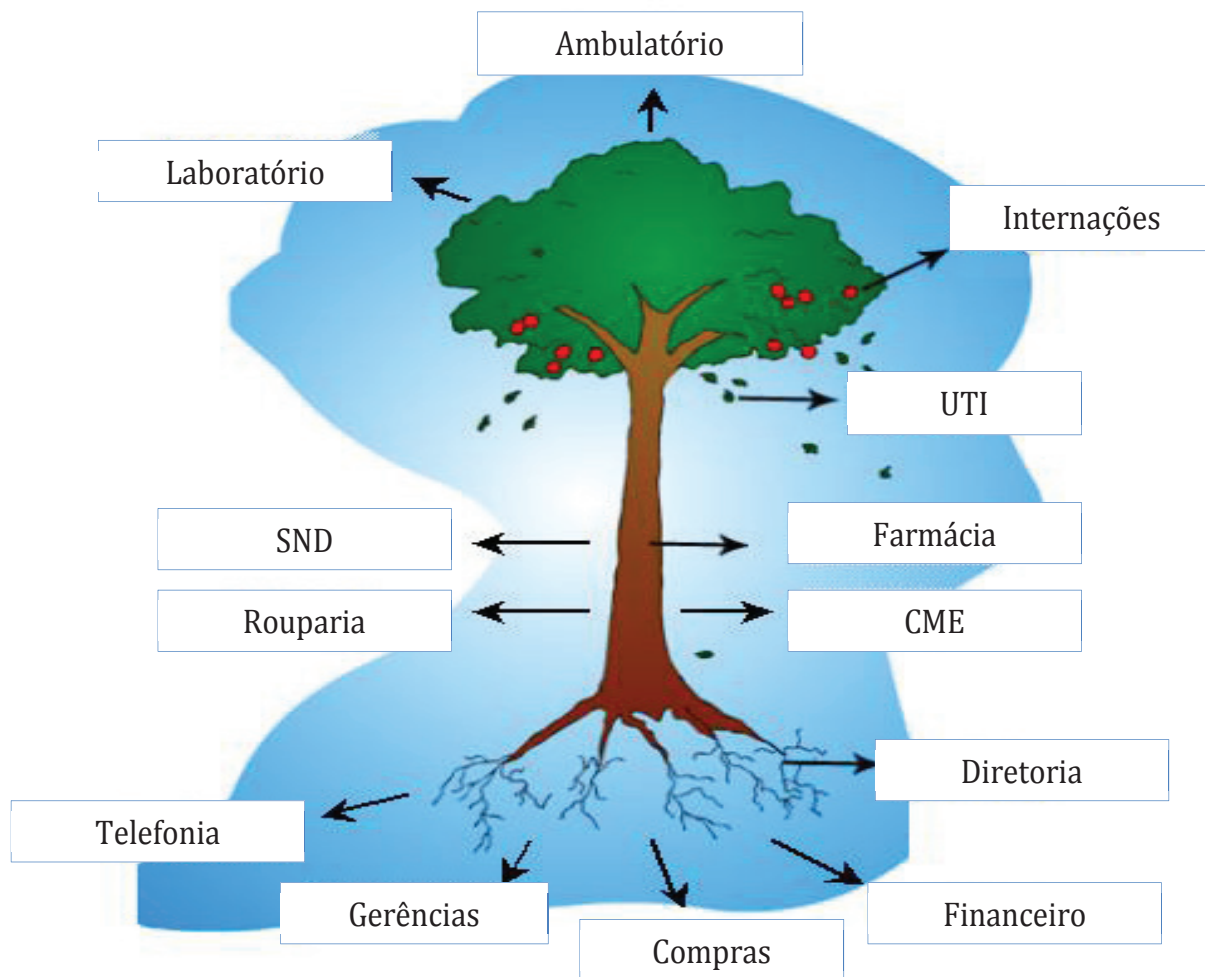 Ambulatório
Laboratório
Internações
UTI
SND
Farmácia
Rouparia
CME
Diretoria
Telefonia
Gerências
Financeiro
Compras